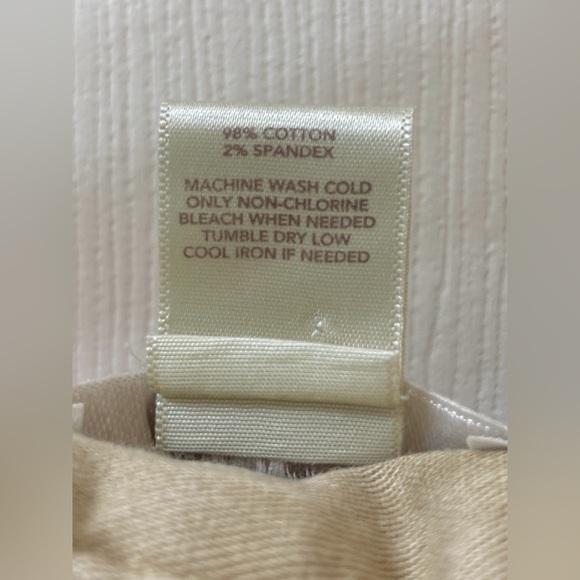 98% COTTON
2% SPANDEX
MACHINE WASH COLD
ONLY NON-CHLORINE
BLEACH WHEN NEEDED
TUMBLE DRY LOW
COOL IRON IF NEEDED